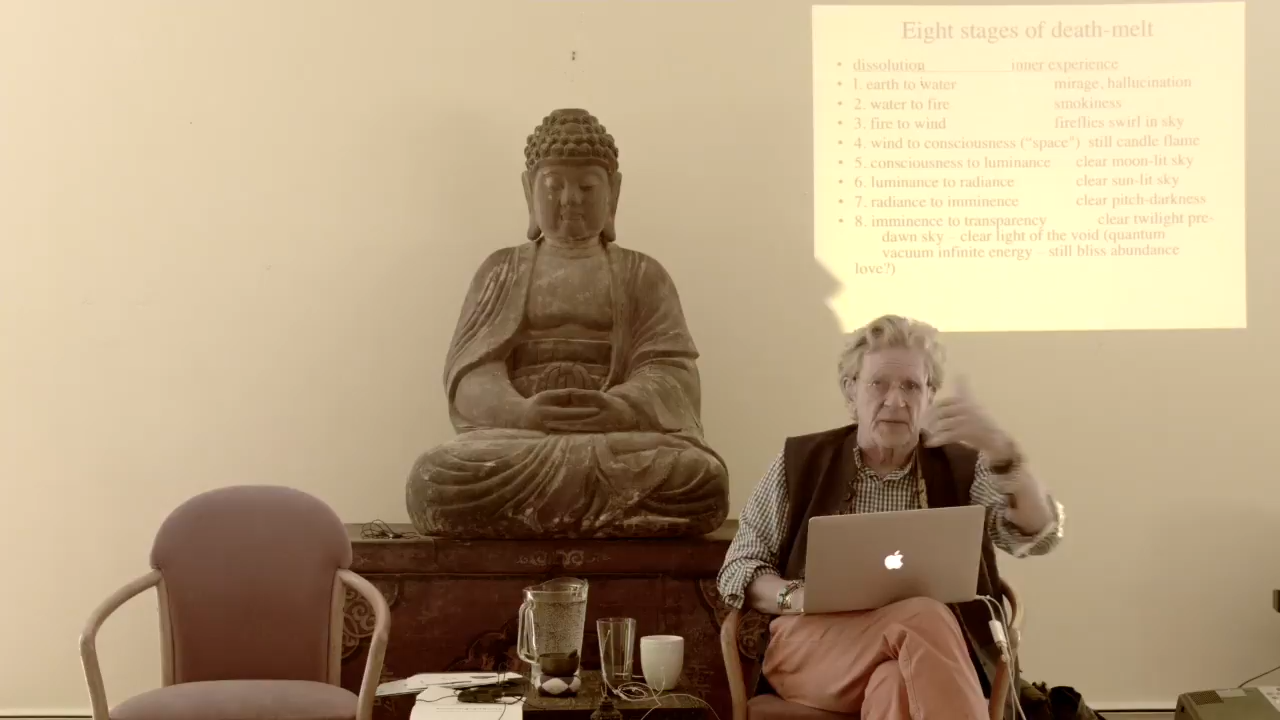 Eight stages of death-melt
• dissolution inner experience
• 1. earth to water mirage, hallucination
• 2. water to fire smokiness
• 3. fire to wind fireflies swirl in sky
• 4. wind to consciousness (“space”) still candle flame
• 5. consciousness to luminance clear moon-lit sky
• 6. luminance to radiance clear sun-lit sky
• 7. radiance to imminence clear pitch-darkness
• 8. imminence to transparency clear twilight pre-
dawn sky – clear light of the void (quantum
vacuum infinite energy – still bliss abundance
love?)